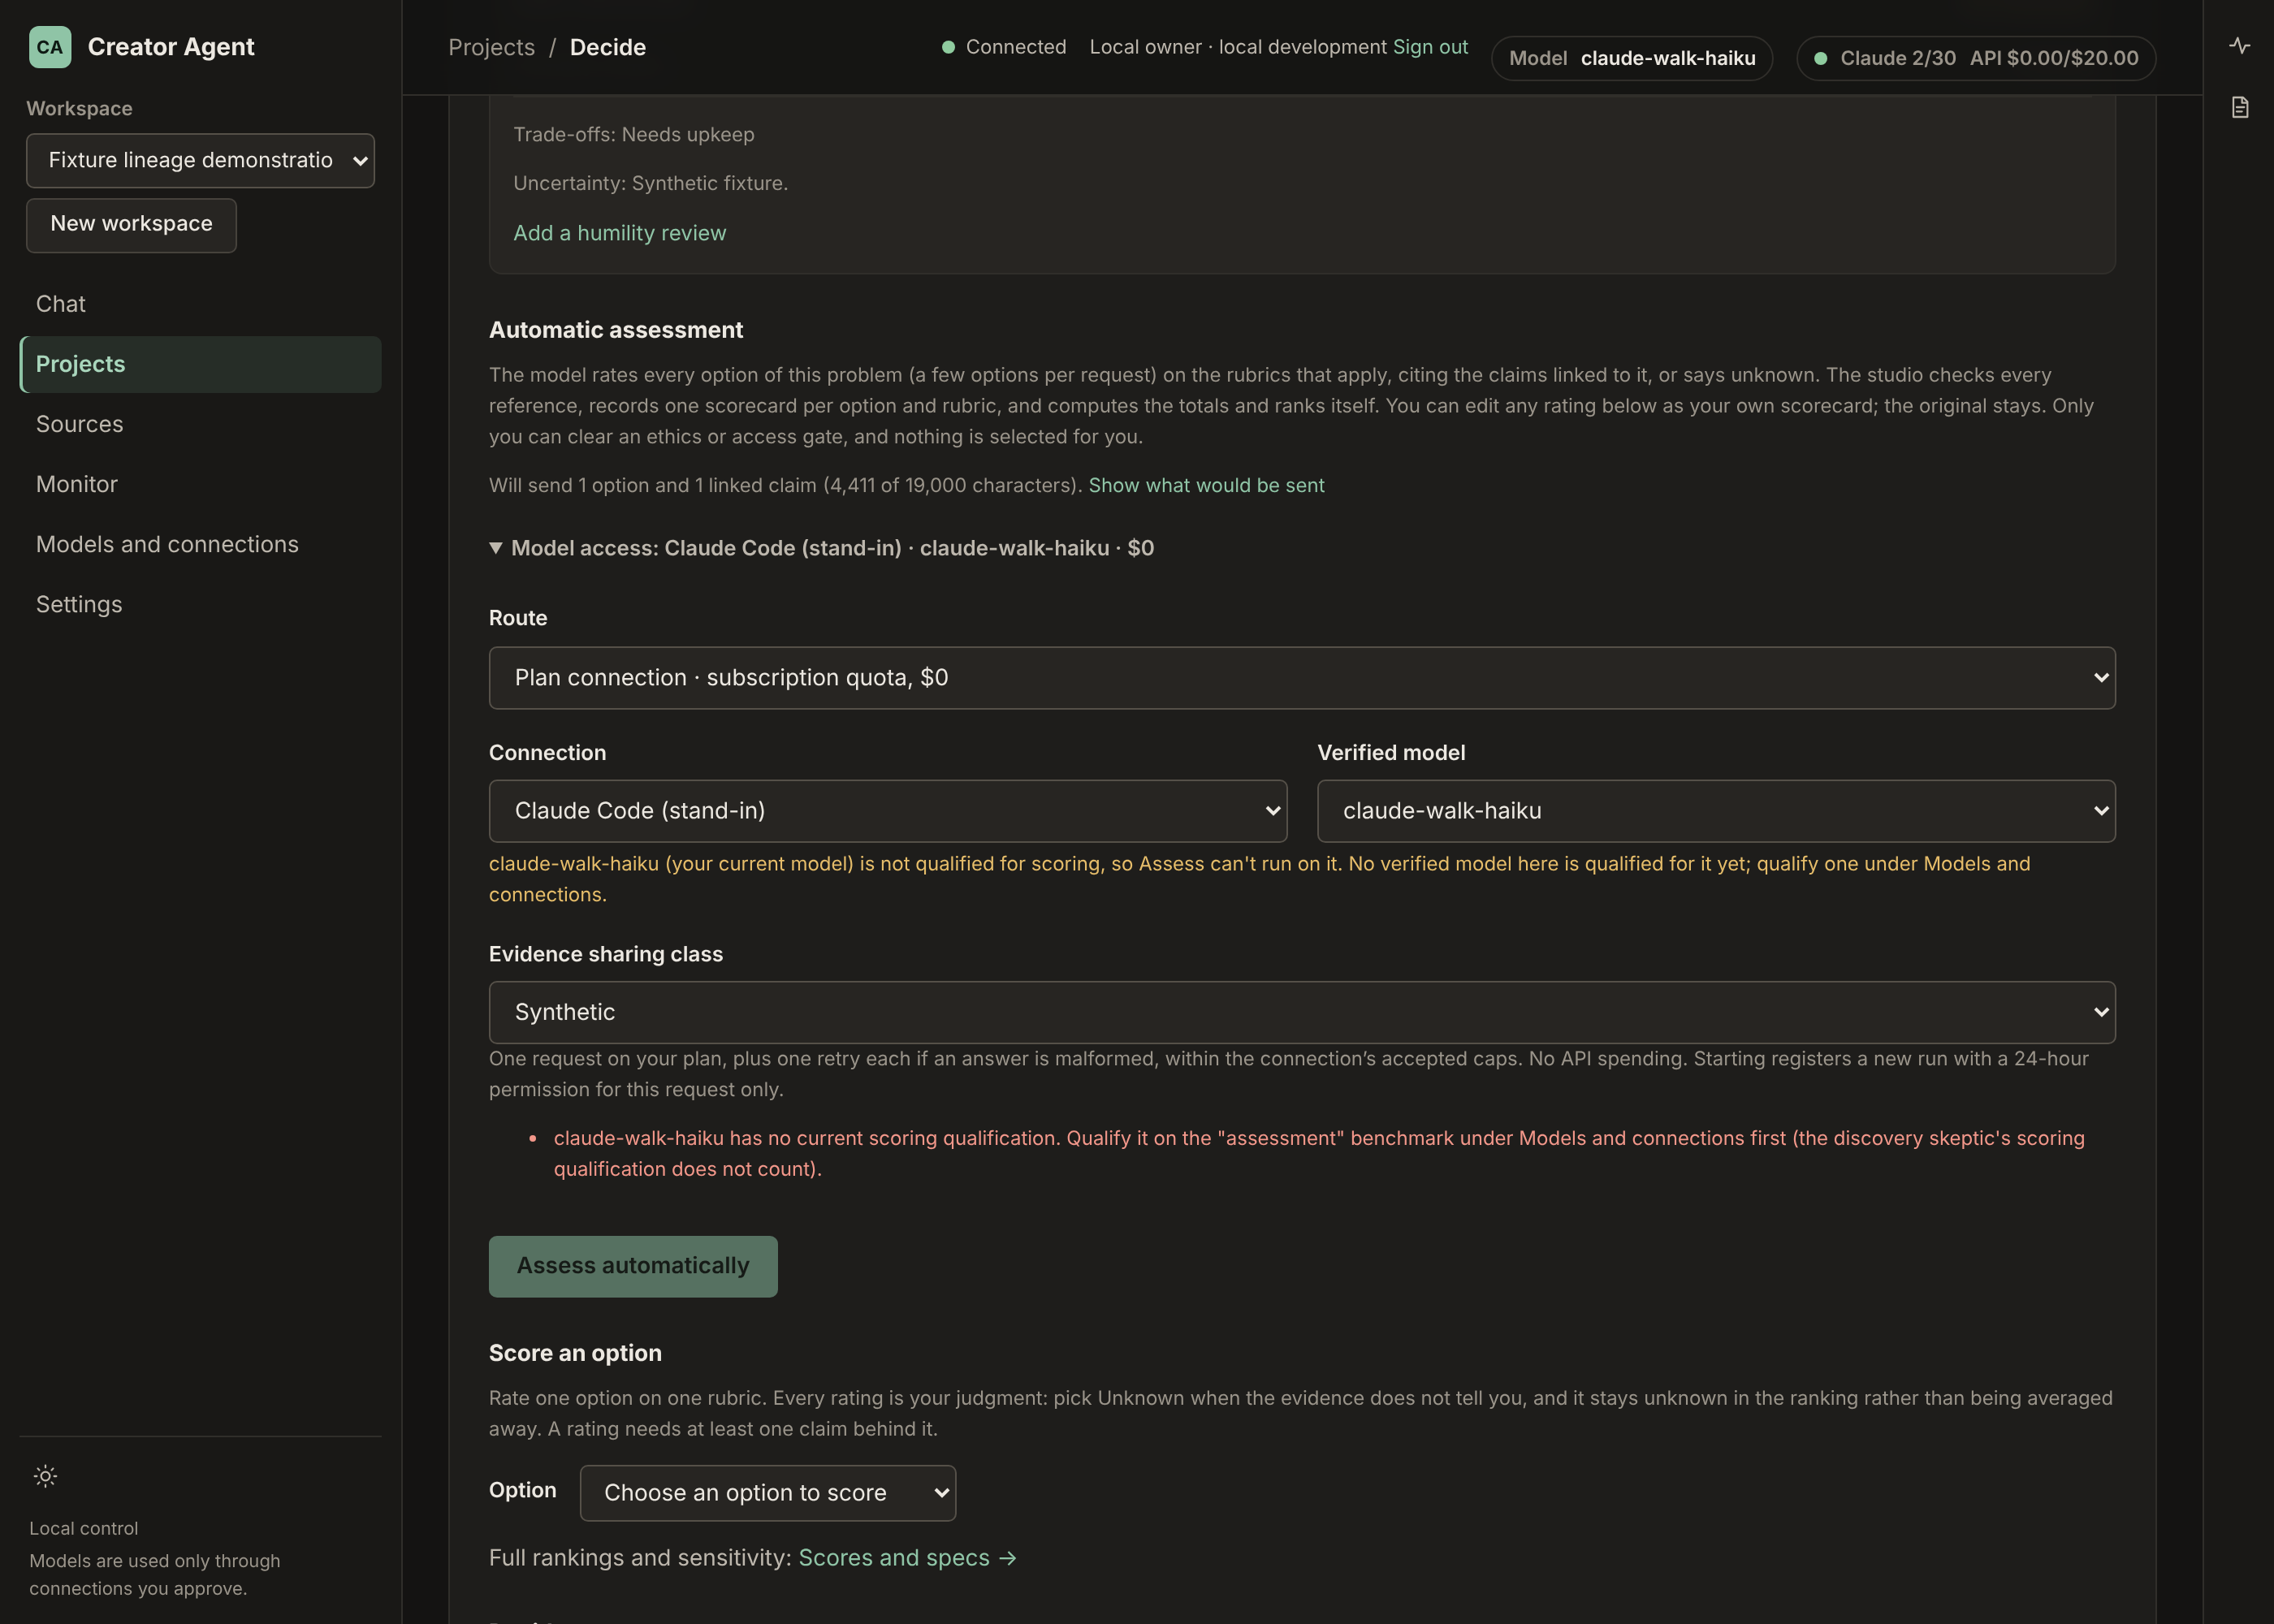 CA Creator Agent
Workspace
Fixture lineage demonstratio
New workspace
Chat
Projects
Sources
Monitor
Models and connections
Settings
Local control
Models are used only through
connections you approve.
Projects / Decide
Connected Local owner · local development Sign out
Model claude-walk-haiku
Claude 2/30 API $0.00/$20.00
Trade-offs: Needs upkeep
Uncertainty: Synthetic fixture.
Add a humility review
Automatic assessment
The model rates every option of this problem (a few options per request) on the rubrics that apply, citing the claims linked to it, or says unknown. The studio checks every
reference, records one scorecard per option and rubric, and computes the totals and ranks itself. You can edit any rating below as your own scorecard; the original stays. Only
you can clear an ethics or access gate, and nothing is selected for you.
Will send 1 option and 1 linked claim (4,411 of 19,000 characters). Show what would be sent
▼ Model access: Claude Code (stand-in) · claude-walk-haiku · $0
Route
Plan connection · subscription quota, $0
Connection
Claude Code (stand-in)
Verified model
claude-walk-haiku
claude-walk-haiku (your current model) is not qualified for scoring, so Assess can't run on it. No verified model here is qualified for it yet; qualify one under Models and
connections.
Evidence sharing class
Synthetic
One request on your plan, plus one retry each if an answer is malformed, within the connection’s accepted caps. No API spending. Starting registers a new run with a 24-hour
permission for this request only.
• claude-walk-haiku has no current scoring qualification. Qualify it on the "assessment" benchmark under Models and connections first (the discovery skeptic's scoring
qualification does not count).
Assess automatically
Score an option
Rate one option on one rubric. Every rating is your judgment: pick Unknown when the evidence does not tell you, and it stays unknown in the ranking rather than being averaged
away. A rating needs at least one claim behind it.
Option Choose an option to score
Full rankings and sensitivity: Scores and specs →